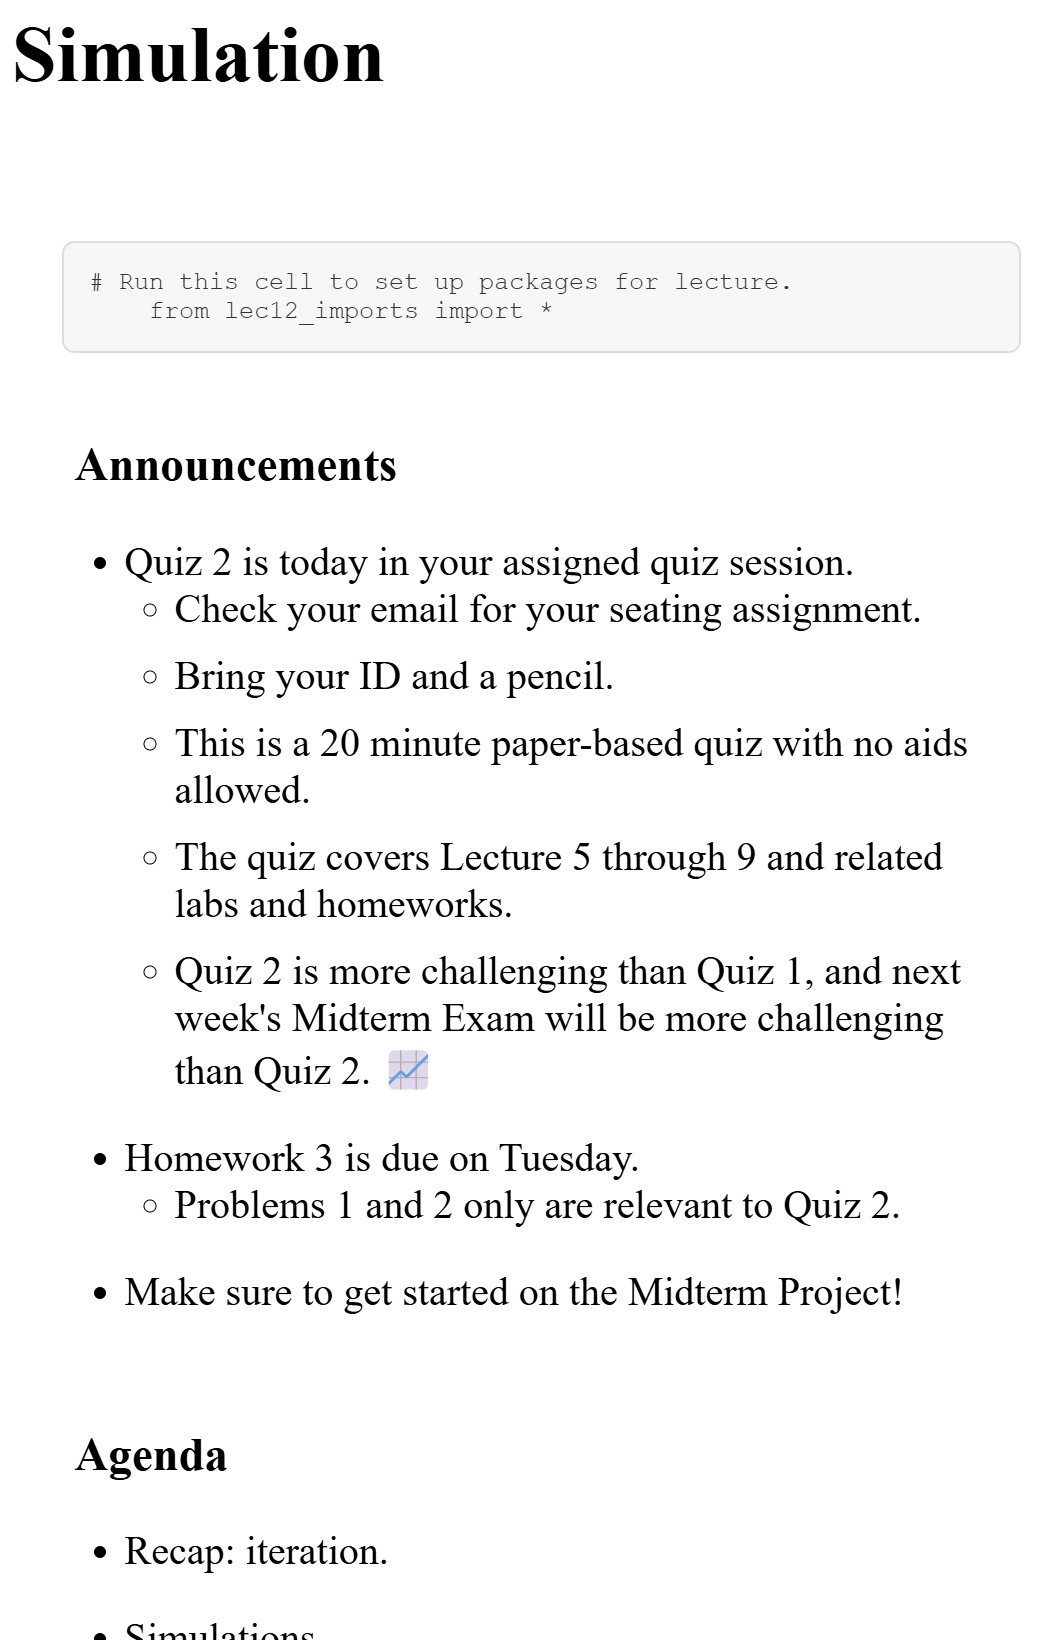 Simulation
# Run this cell to set up packages for lecture.
from lec12_imports import *
Announcements
Quiz 2 is today in your assigned quiz session.
Check your email for your seating assignment.
Bring your ID and a pencil.
This is a 20 minute paper-based quiz with no aids
allowed.
The quiz covers Lecture 5 through 9 and related
labs and homeworks.
Quiz 2 is more challenging than Quiz 1, and next
week's Midterm Exam will be more challenging
than Quiz 2. 📈
Homework 3 is due on Tuesday.
Problems 1 and 2 only are relevant to Quiz 2.
Make sure to get started on the Midterm Project!
Agenda
Recap: iteration.
Simulations